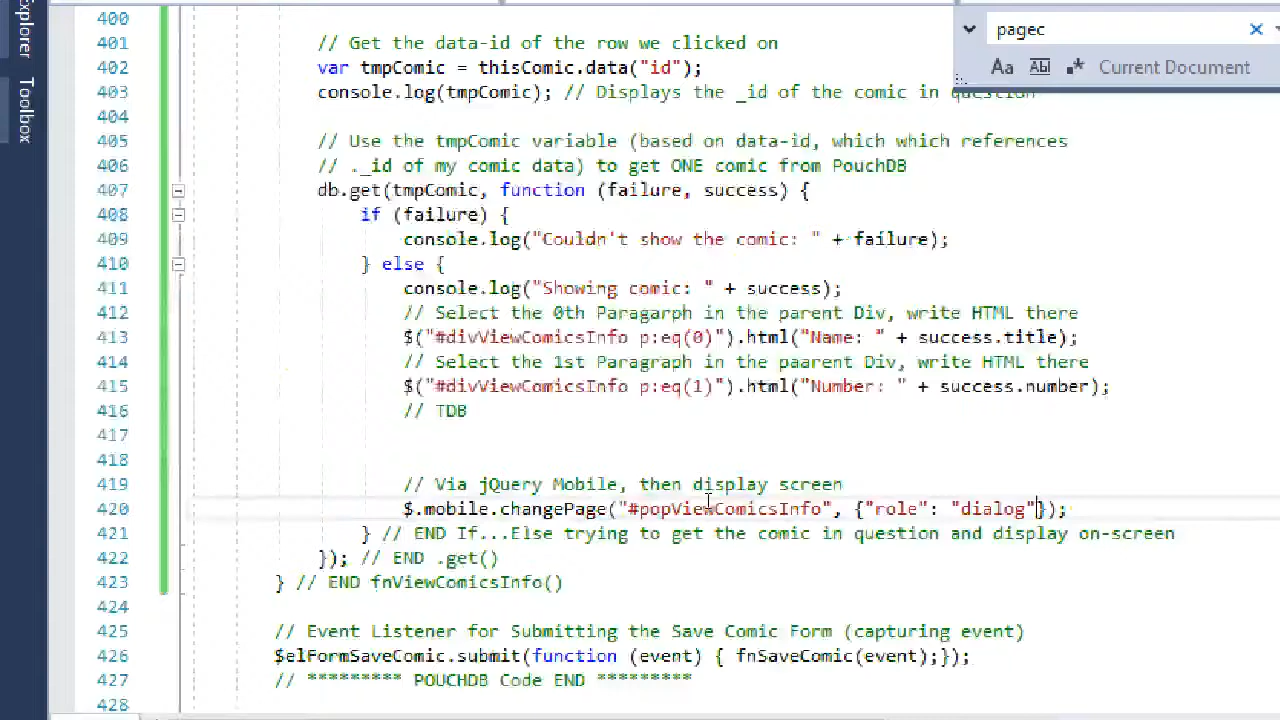 Explorer
Toolbox
pagec
Aa Abl .* Current Document
400
401 // Get the data-id of the row we clicked on
402 var tmpComic = thisComic.data("id");
403 console.log(tmpComic); // Displays the _id of the comic in question
404
405 // Use the tmpComic variable (based on data-id, which which references
406 // ._id of my comic data) to get ONE comic from PouchDB
407 db.get(tmpComic, function (failure, success) {
408 if (failure) {
409 console.log("Couldn't show the comic: " + failure);
410 } else {
411 console.log("Showing comic: " + success);
412 // Select the 0th Paragarph in the parent Div, write HTML there
413 $("#divViewComicsInfo p:eq(0)").html("Name: " + success.title);
414 // Select the 1st Paragraph in the paarent Div, write HTML there
415 $("#divViewComicsInfo p:eq(1)").html("Number: " + success.number);
416 // TDB
417
418
419 // Via jQuery Mobile, then display screen
420 $.mobile.changePage("#popViewComicsInfo", {"role": "dialog"});
421 } // END If...Else trying to get the comic in question and display on-screen
422 }); // END .get()
423 } // END fnViewComicsInfo()
424
425 // Event Listener for Submitting the Save Comic Form (capturing event)
426 $elFormSaveComic.submit(function (event) { fnSaveComic(event);});
427 // ********* POUCHDB Code END *********
428